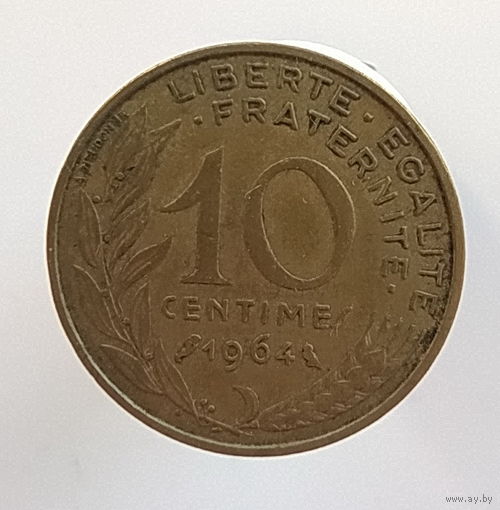 LIBERTE · EGALITE
· FRATERNITE ·
10
CENTIME
1964
www.ay.by